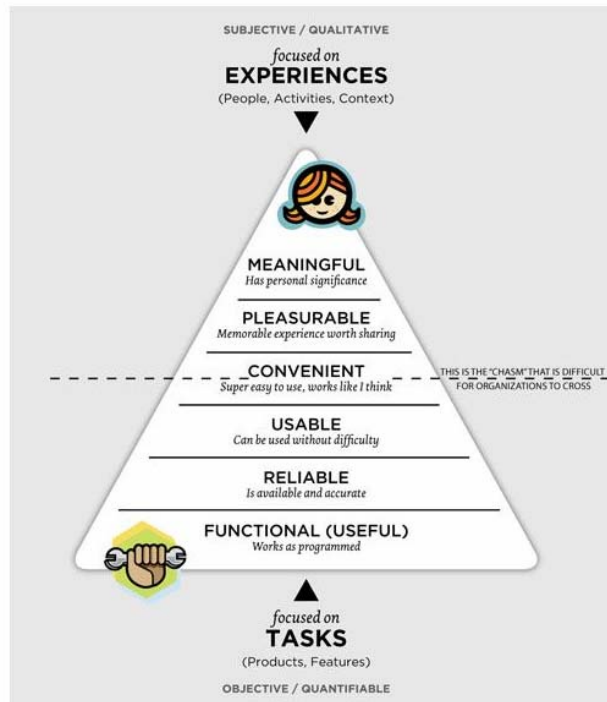 SUBJECTIVE / QUALITATIVE
focused on
EXPERIENCES
(People, Activities, Context)
MEANINGFUL
Has personal significance
PLEASURABLE
Memorable experience worth sharing
CONVENIENT
Super easy to use, works like I think
THIS IS THE "CHASM" THAT IS DIFFICULT
FOR ORGANIZATIONS TO CROSS
USABLE
Can be used without difficulty
RELIABLE
Is available and accurate
FUNCTIONAL (USEFUL)
Works as programmed
focused on
TASKS
(Products, Features)
OBJECTIVE / QUANTIFIABLE